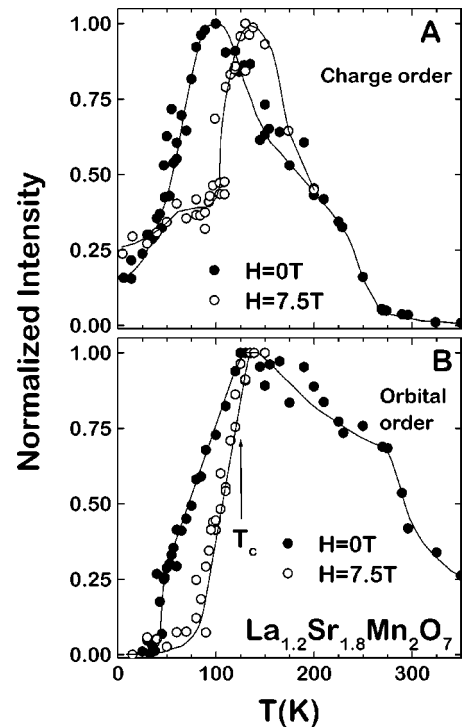 A
Charge order
1.00
0.75
0.50
0.25
0.00
H=0T
H=7.5T
Normalized Intensity
B
Orbital
order
1.00
0.75
0.50
0.25
0.00
Tc
H=0T
H=7.5T
La1.2Sr1.8Mn2O7
0 100 200 300
T(K)